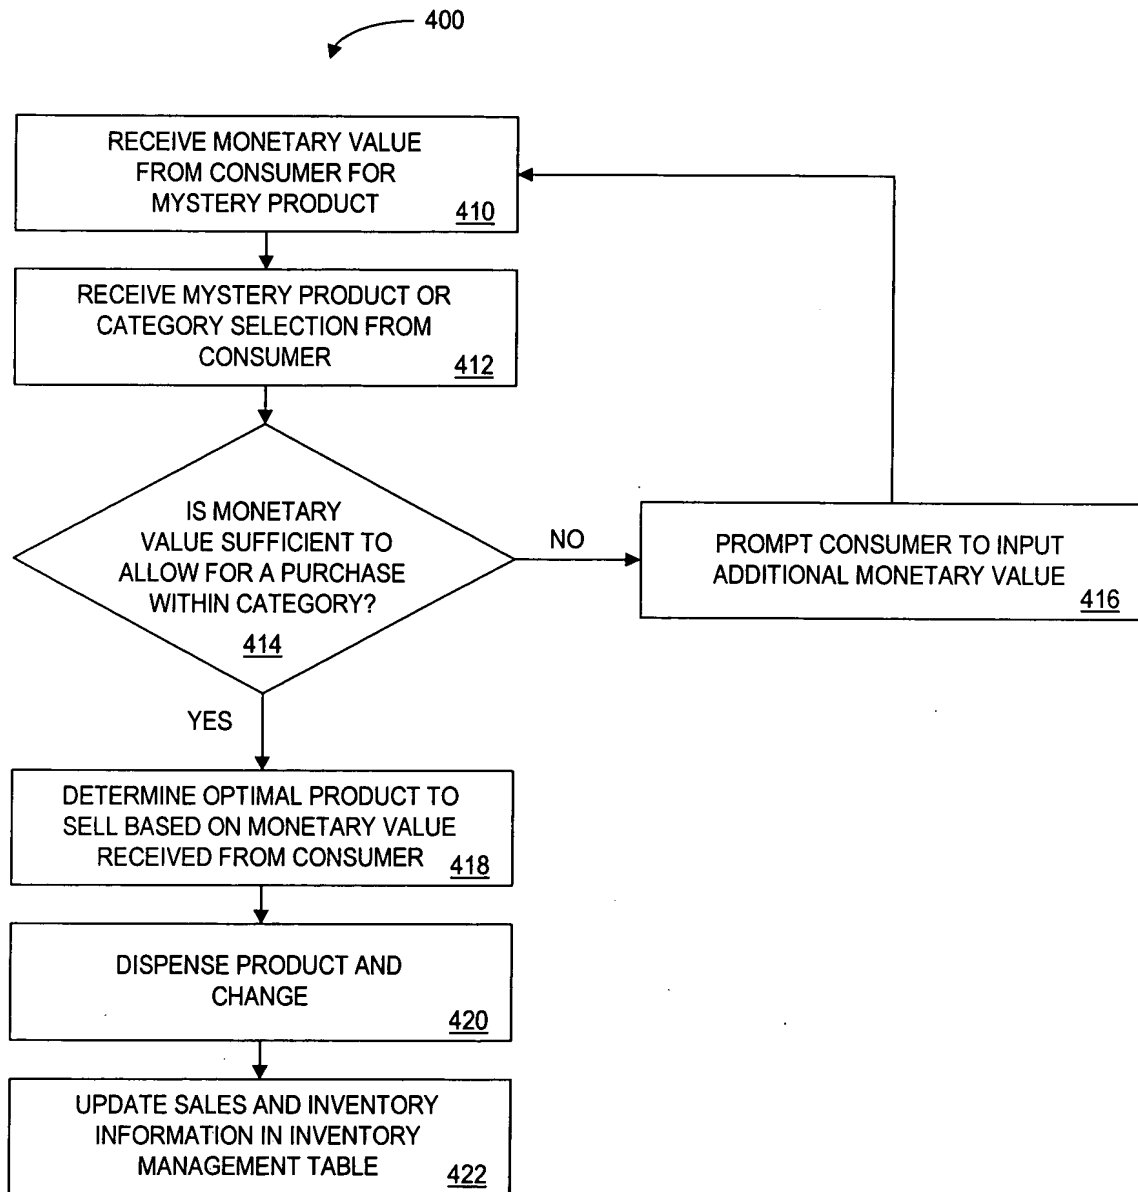 400
RECEIVE MONETARY VALUE
FROM CONSUMER FOR
MYSTERY PRODUCT
410
RECEIVE MYSTERY PRODUCT OR
CATEGORY SELECTION FROM
CONSUMER
412
IS MONETARY
VALUE SUFFICIENT TO
ALLOW FOR A PURCHASE
WITHIN CATEGORY?
414
NO
PROMPT CONSUMER TO INPUT
ADDITIONAL MONETARY VALUE
416
YES
DETERMINE OPTIMAL PRODUCT TO
SELL BASED ON MONETARY VALUE
RECEIVED FROM CONSUMER
418
DISPENSE PRODUCT AND
CHANGE
420
UPDATE SALES AND INVENTORY
INFORMATION IN INVENTORY
MANAGEMENT TABLE
422